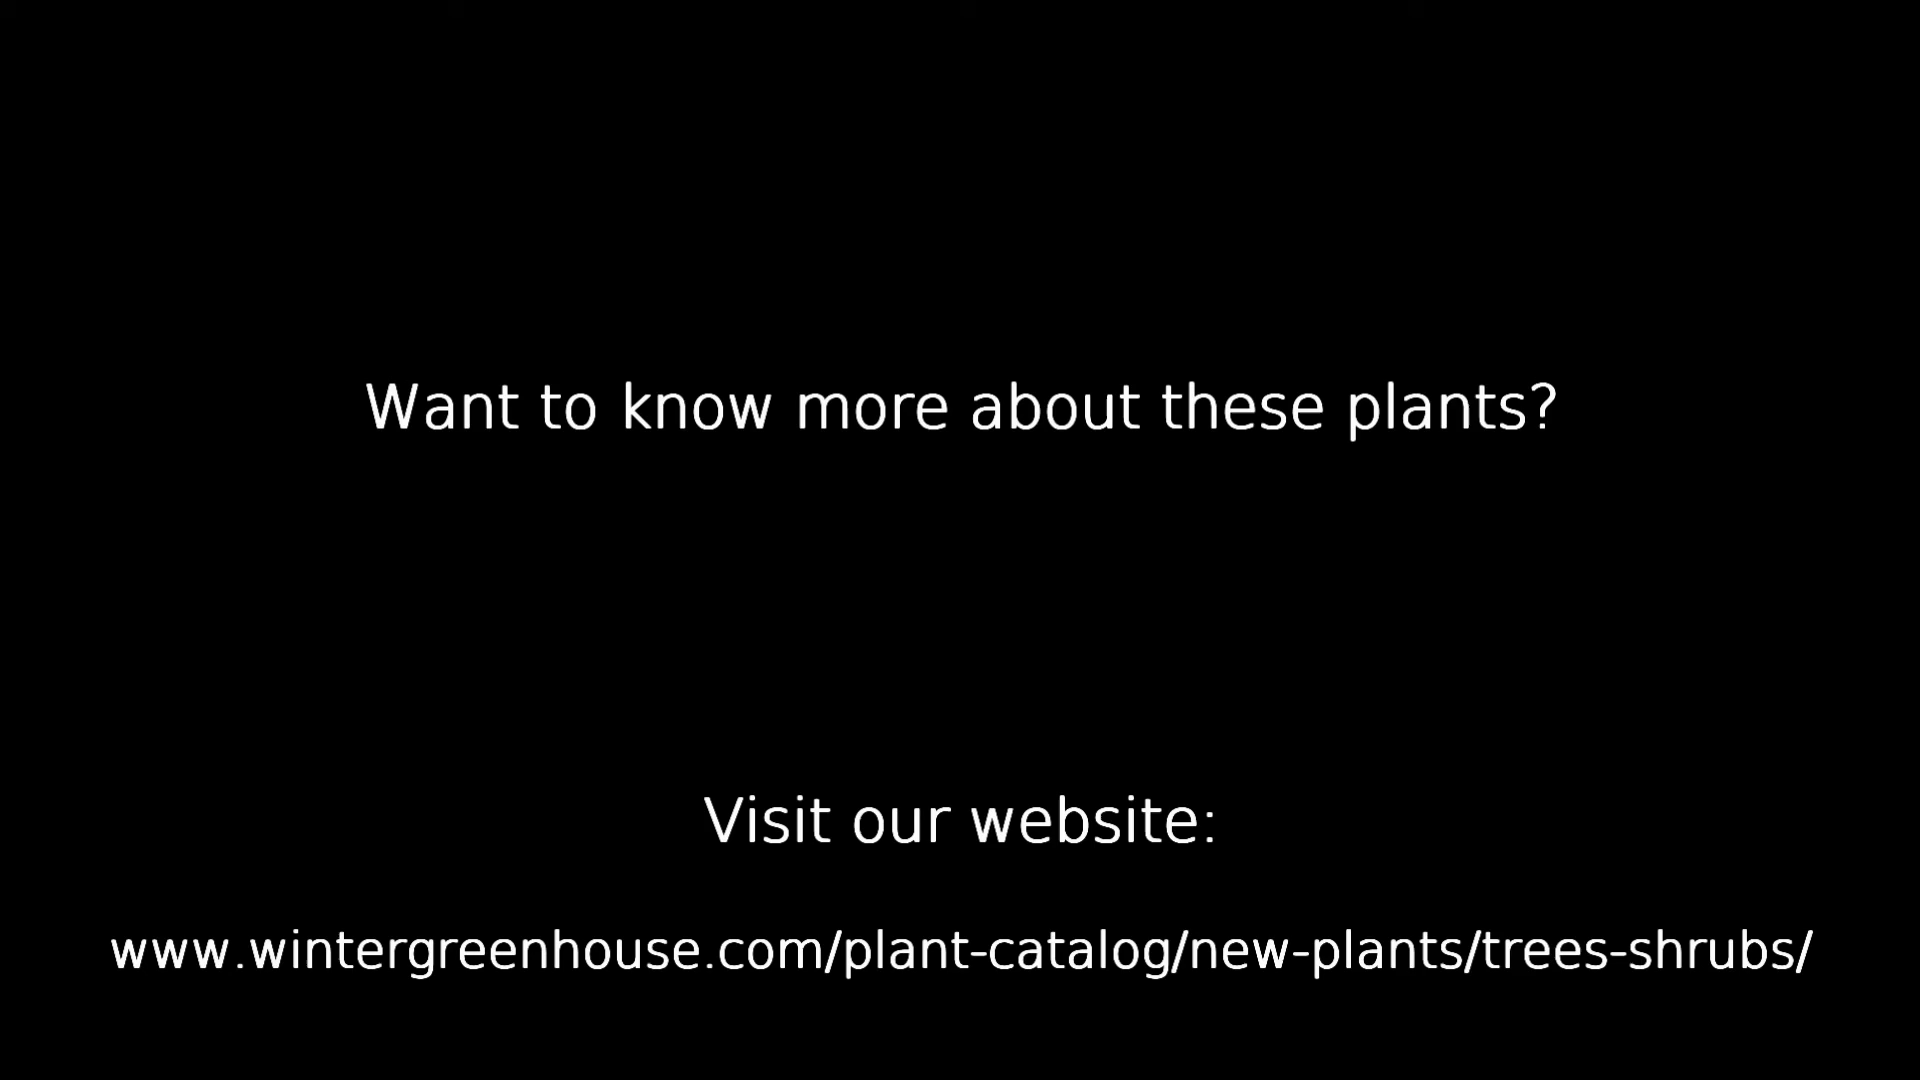 Want to know more about these plants?
Visit our website:
www.wintergreenhouse.com/plant-catalog/new-plants/trees-shrubs/